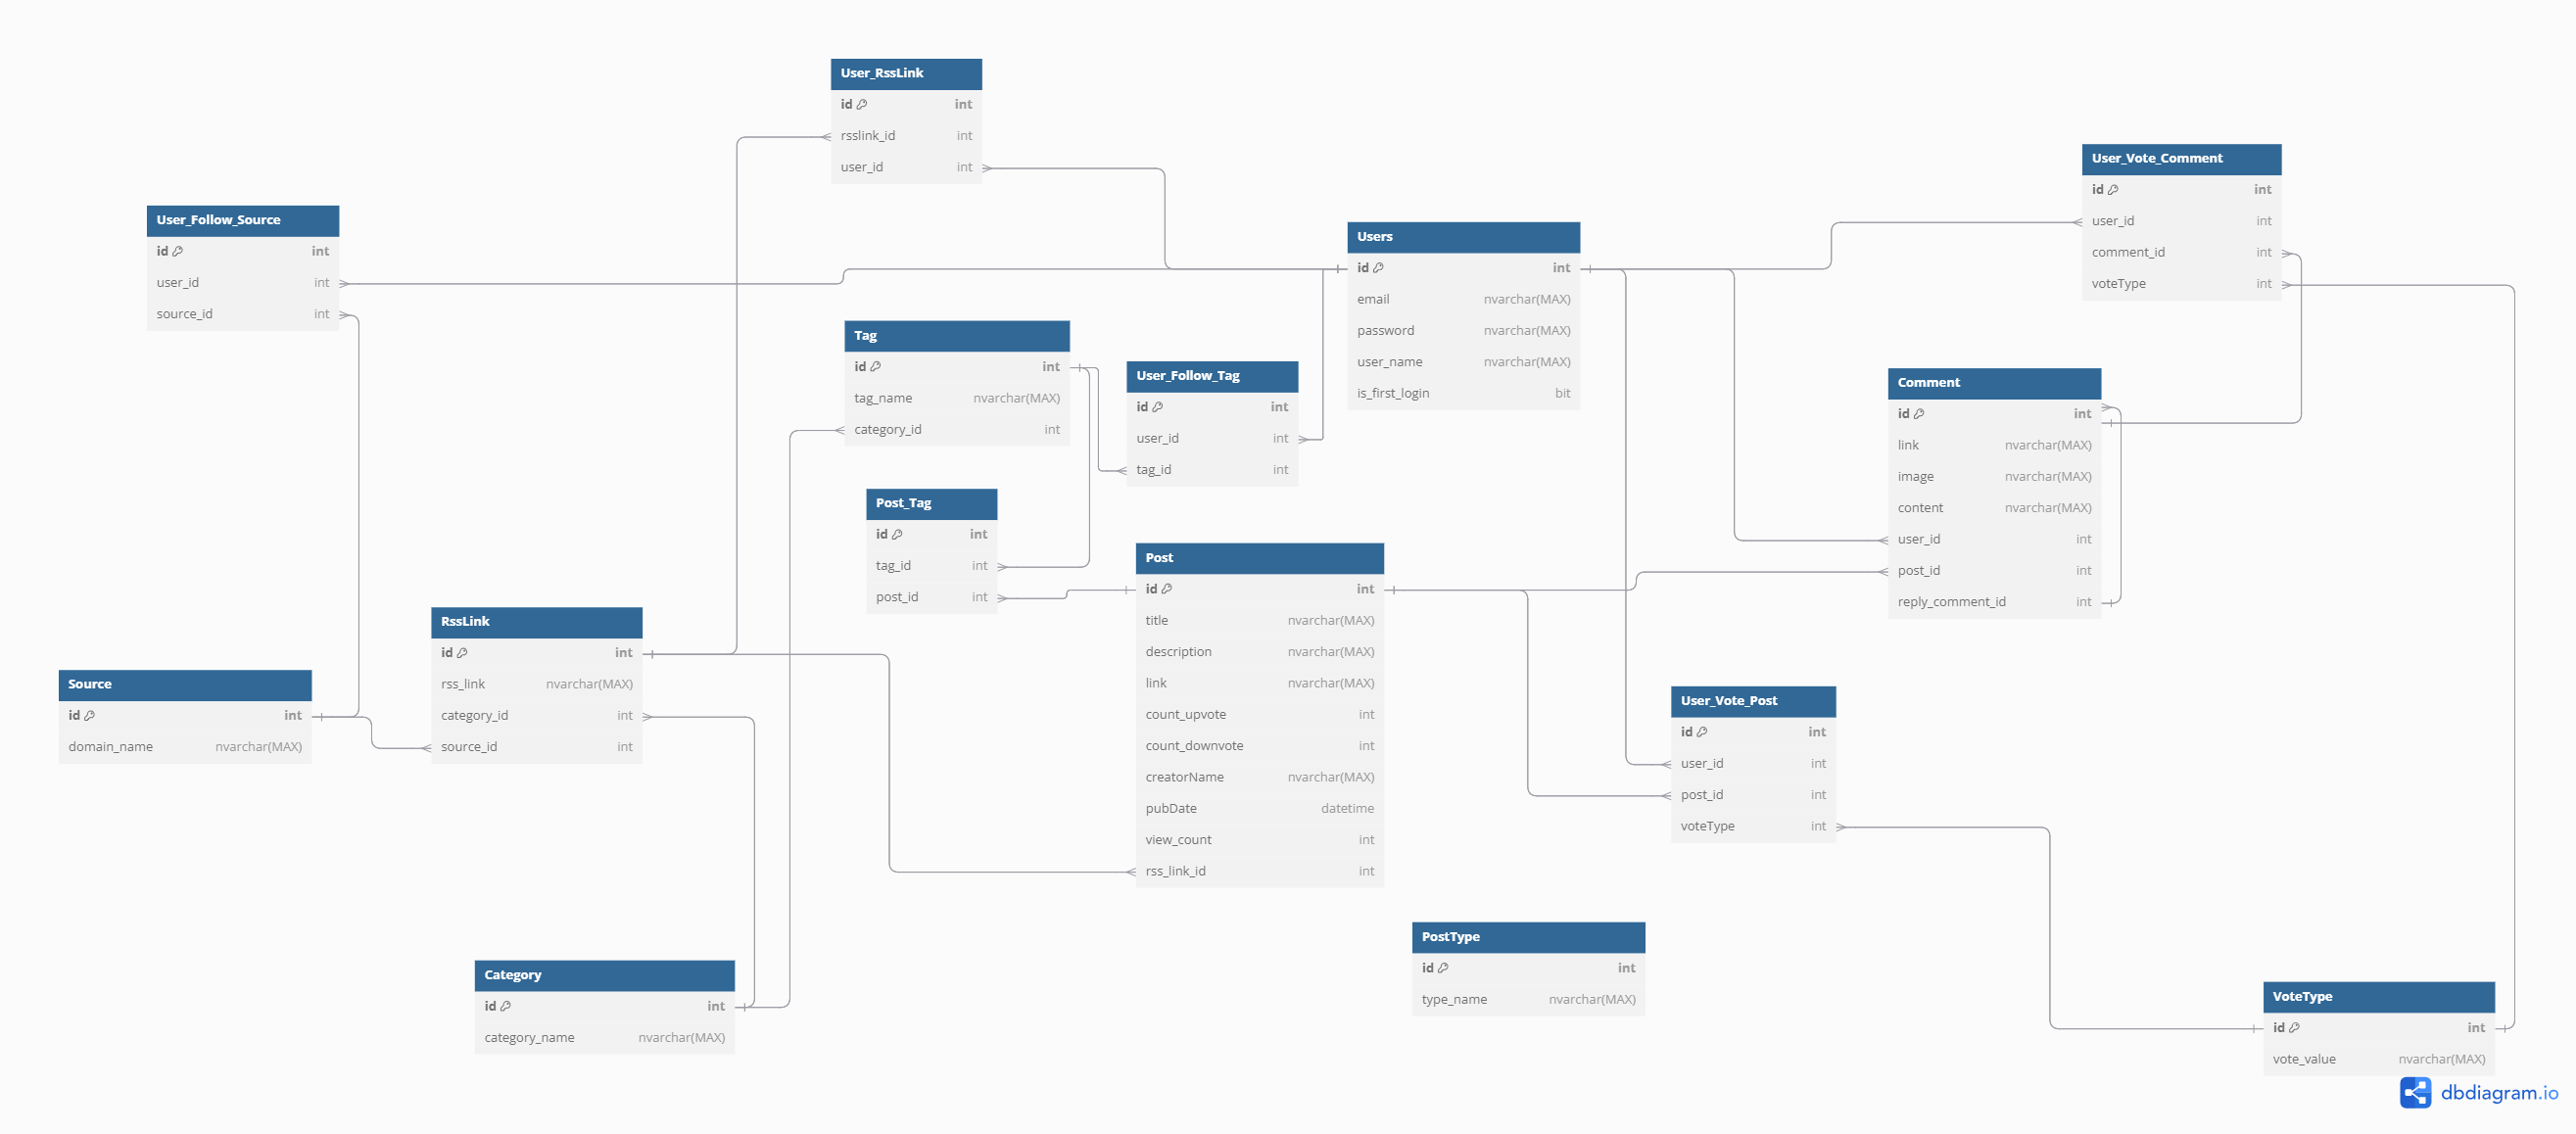 User_RssLink
id int
rsslink_id int
user_id int
User_Follow_Source
id int
user_id int
source_id int
Users
id int
email nvarchar(MAX)
password nvarchar(MAX)
user_name nvarchar(MAX)
is_first_login bit
User_Vote_Comment
id int
user_id int
comment_id int
voteType int
Tag
id int
tag_name nvarchar(MAX)
category_id int
User_Follow_Tag
id int
user_id int
tag_id int
Comment
id int
link nvarchar(MAX)
image nvarchar(MAX)
content nvarchar(MAX)
user_id int
post_id int
reply_comment_id int
Post_Tag
id int
tag_id int
post_id int
Post
id int
title nvarchar(MAX)
description nvarchar(MAX)
link nvarchar(MAX)
count_upvote int
count_downvote int
creatorName nvarchar(MAX)
pubDate datetime
view_count int
rss_link_id int
RssLink
id int
rss_link nvarchar(MAX)
category_id int
source_id int
Source
id int
domain_name nvarchar(MAX)
User_Vote_Post
id int
user_id int
post_id int
voteType int
PostType
id int
type_name nvarchar(MAX)
Category
id int
category_name nvarchar(MAX)
VoteType
id int
vote_value nvarchar(MAX)
dbdiagram.io